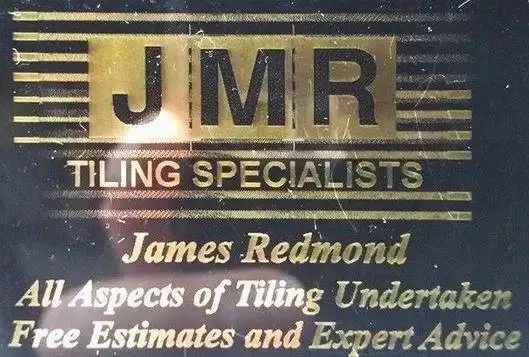 JMR
TILING SPECIALISTS
James Redmond
All Aspects of Tiling Undertaken
Free Estimates and Expert Advice